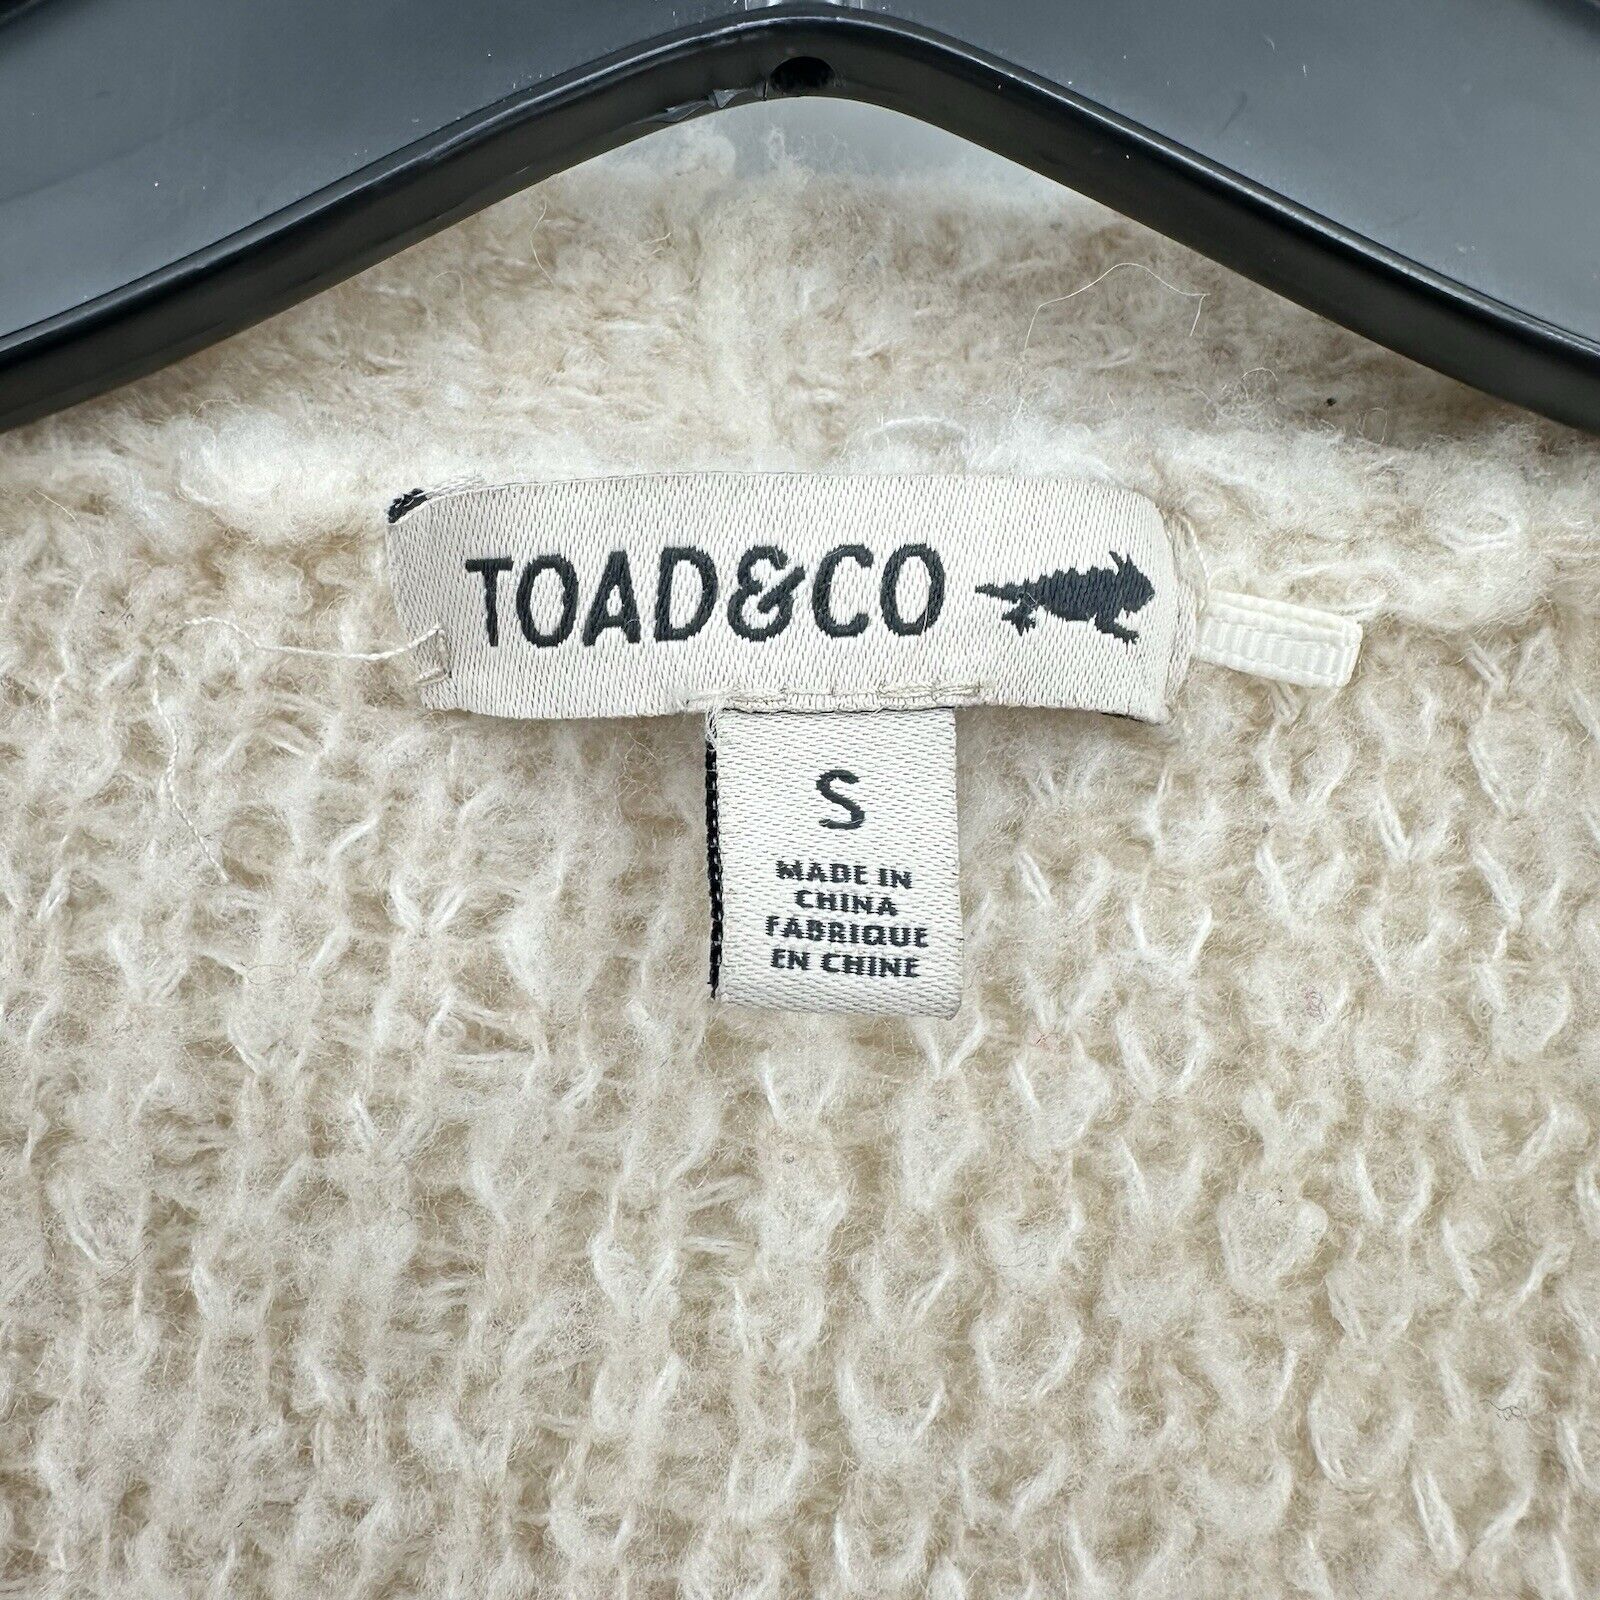 TOAD&CO
S
MADE IN
CHINA
FABRIQUE
EN CHINE